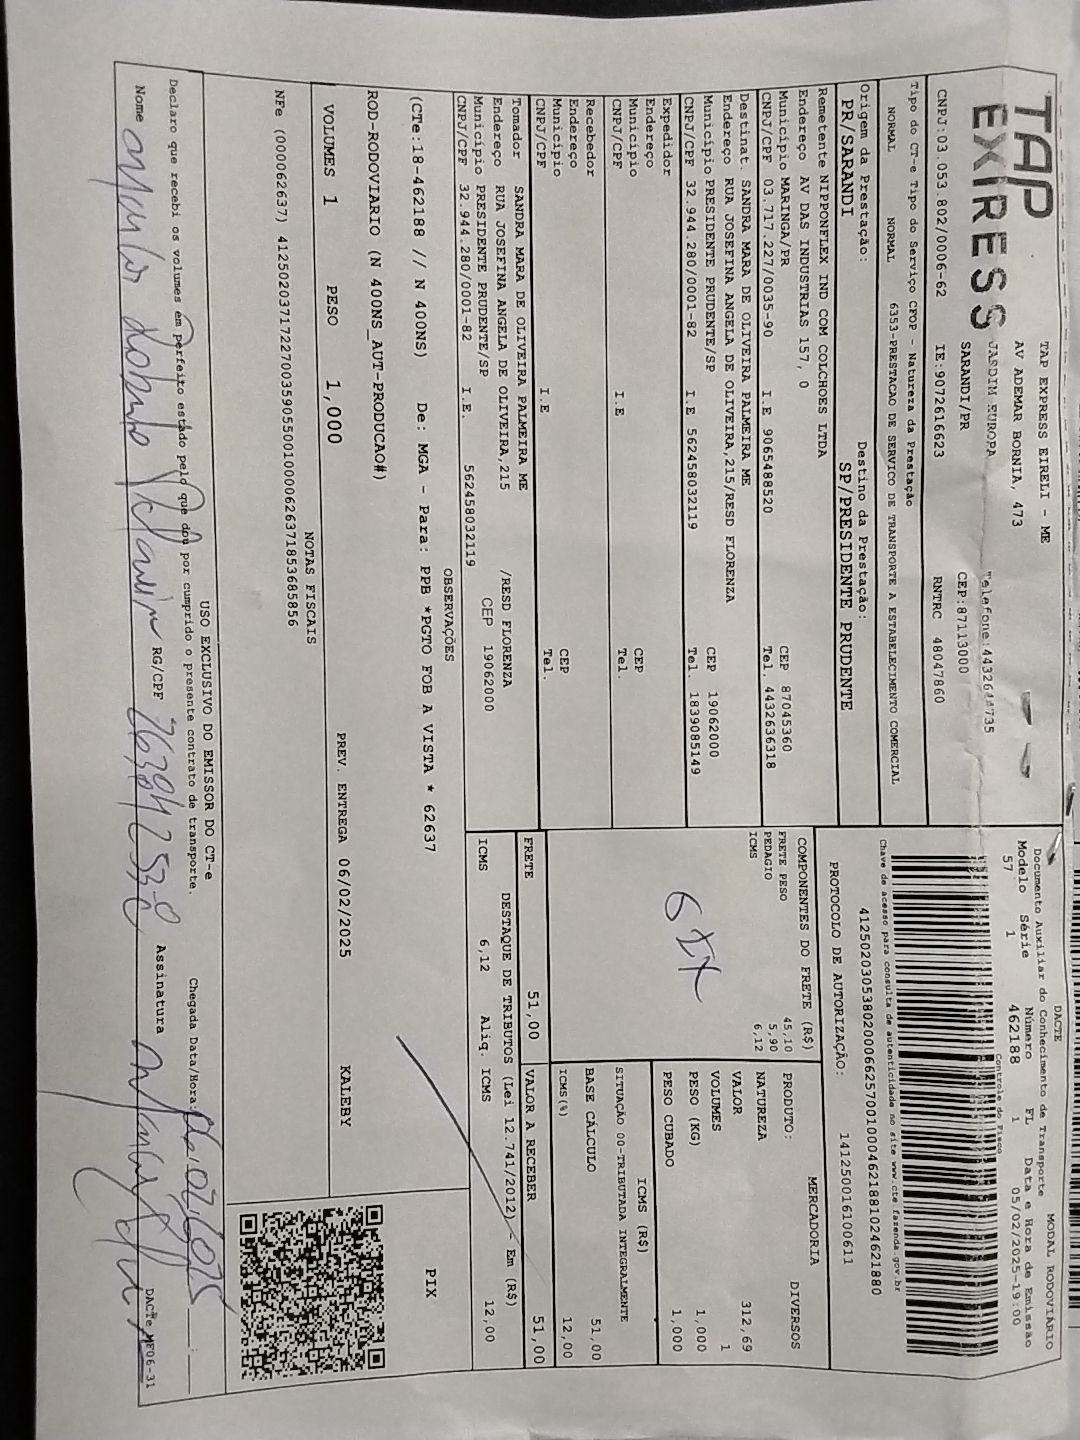 TAP
EXPRESS
TAP EXPRESS EIRELI - ME
AV ADEMAR BORNIA, 473
JARDIM EUROPA Telefone:
SARANDI/PR CEP:87113000
CNPJ:03.053.802/0006-62 IE:9072616623 RNTRC 48047860
DACTE MODAL RODOVIÁRIO
Documento Auxiliar do Conhecimento de Transporte
Modelo Série Número FL Data e Hora de Emissão
57 1 462188 1 05/02/2025-19:00
Controle do Fisco
Chave de acesso para consulta de autenticidade no site www.cte.fazenda.gov.br
41250203053802000662570010004621881024621880
PROTOCOLO DE AUTORIZAÇÃO: 141250016100611
Tipo do CT-e Tipo do Serviço CFOP - Natureza da Prestação
NORMAL NORMAL 6353-PRESTACAO DE SERVICO DE TRANSPORTE A ESTABELECIMENTO COMERCIAL
Origem da Prestação: Destino da Prestação:
PR/SARANDI SP/PRESIDENTE PRUDENTE
Remetente NIPPONFLEX IND COM COLCHOES LTDA
Endereço AV DAS INDUSTRIAS 157, 0
Município MARINGA/PR CEP 87045360
CNPJ/CPF 03.717.227/0035-90 I.E 9065488520 Tel. 4432636318
Destinat. SANDRA MARA DE OLIVEIRA PALMEIRA ME
Endereço RUA JOSEFINA ANGELA DE OLIVEIRA,215/RESD FLORENZA
Município PRESIDENTE PRUDENTE/SP CEP 19062000
CNPJ/CPF 32.944.280/0001-82 I.E 562458032119 Tel. 1839085149
Expedidor
Endereço
Município CEP
CNPJ/CPF I.E Tel.
Recebedor
Endereço
Município CEP
CNPJ/CPF I.E Tel.
Tomador SANDRA MARA DE OLIVEIRA PALMEIRA ME
Endereço RUA JOSEFINA ANGELA DE OLIVEIRA,215 /RESD FLORENZA
Município PRESIDENTE PRUDENTE/SP CEP 19062000
CNPJ/CPF 32.944.280/0001-82 I.E. 562458032119
COMPONENTES DO FRETE (R$)
FRETE PESO 45,10
PEDAGIO 5,90
ICMS 6,12
MERCADORIA
PRODUTO: DIVERSOS
NATUREZA
VALOR 312,69
VOLUMES 1
PESO (KG) 1,000
PESO CUBADO 1,000
ICMS (R$)
SITUAÇÃO 00-TRIBUTADA INTEGRALMENTE
BASE CÁLCULO 51,00
ICMS(%) 12,00
FRETE 51,00 VALOR A RECEBER 51,00
DESTAQUE DE TRIBUTOS (Lei 12.741/2012) - Em (R$)
ICMS 6,12 Aliq. ICMS 12,00
OBSERVAÇÕES
(CTe:18-462188 // N 400NS) De: MGA - Para: PPB *PGTO FOB A VISTA * 62637
PIX
ROD-RODOVIARIO (N 400NS_AUT-PRODUCAO#)
VOLUMES 1 PESO 1,000 PREV. ENTREGA 06/02/2025 KALEBY
NOTAS FISCAIS
NFe (000062637) 41250203717227003590550010000626371853685856
USO EXCLUSIVO DO EMISSOR DO CT-e
Declaro que recebi os volumes em perfeito estado pelo que dou por cumprido o presente contrato de transporte. Chegada Data/Hora: 06.02.2025 :
Nome RG/CPF Assinatura
DACTe MF06-31